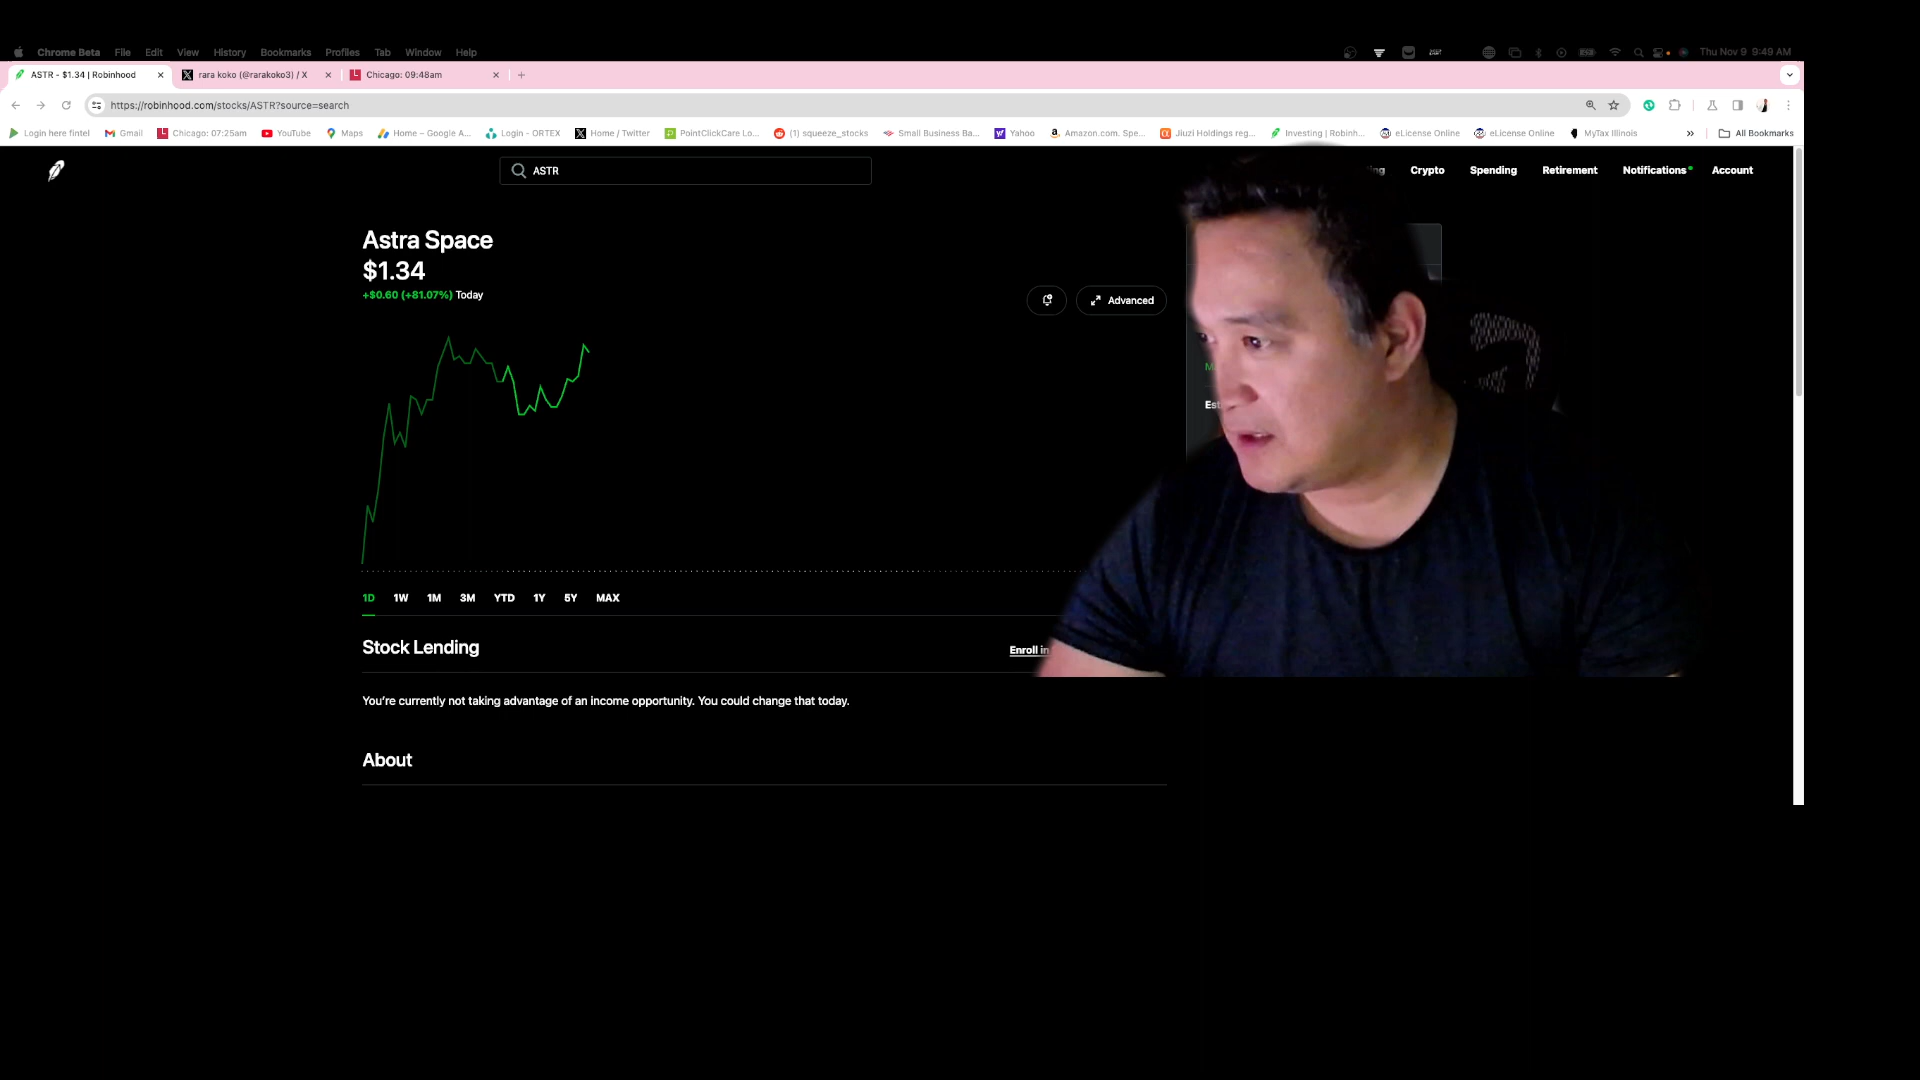 Chrome Beta File Edit View History Bookmarks Profiles Tab Window Help Thu Nov 9 9:49 AM
ASTR - $1.34 | Robinhood rara koko (@rarakoko3) / X Chicago: 09:48am
https://robinhood.com/stocks/ASTR?source=search
Login here fintel Gmail Chicago: 07:25am YouTube Maps Home – Google A... Login - ORTEX Home / Twitter PointClickCare Lo... (1) squeeze_stocks Small Business Ba... Yahoo Amazon.com. Spe... Jiuzi Holdings reg... Investing | Robinh... eLicense Online eLicense Online MyTax Illinois » All Bookmarks
ASTR
Crypto Spending Retirement Notifications Account
Astra Space
$1.34
+$0.60 (+81.07%) Today
Advanced
1D 1W 1M 3M YTD 1Y 5Y MAX
Stock Lending
Enroll in
You’re currently not taking advantage of an income opportunity. You could change that today.
About